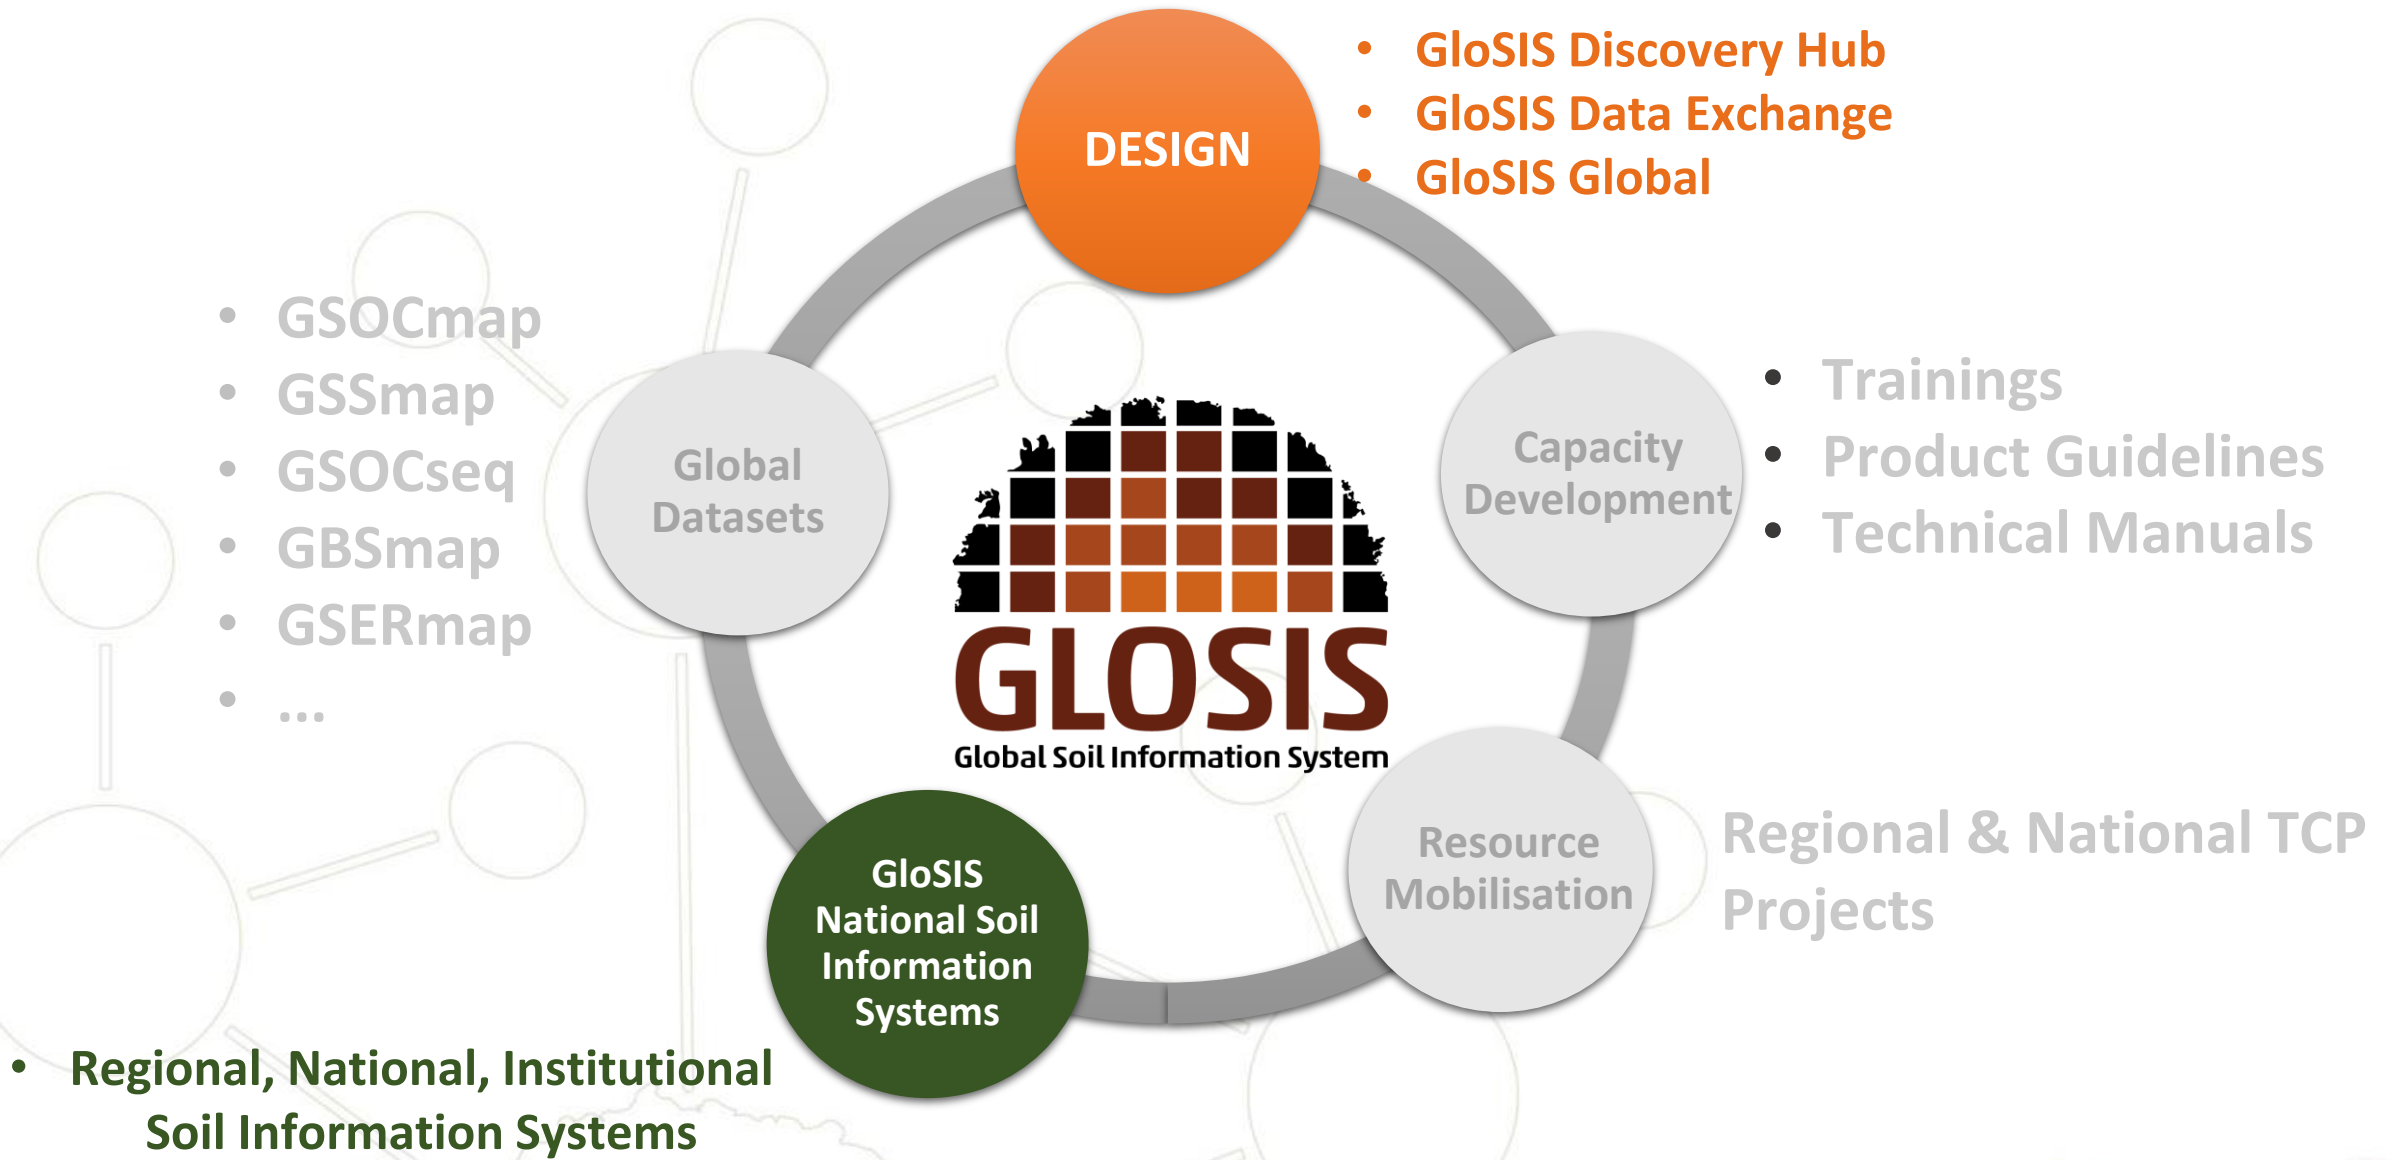 DESIGN
• GloSIS Discovery Hub
• GloSIS Data Exchange
• GloSIS Global
• GSOCmap
• GSSmap
• GSOCseq
• GBSmap
• GSERmap
• ...
Global
Datasets
Capacity
Development
• Trainings
• Product Guidelines
• Technical Manuals
GLOSIS
Global Soil Information System
Resource
Mobilisation
Regional & National TCP
Projects
GloSIS
National Soil
Information
Systems
• Regional, National, Institutional
Soil Information Systems